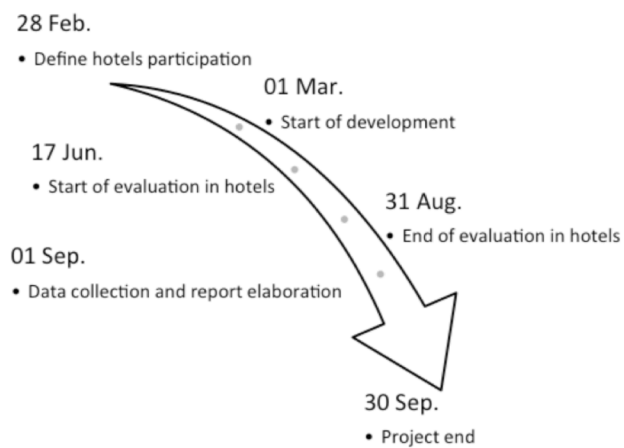 28 Feb.
• Define hotels participation
01 Mar.
• Start of development
17 Jun.
• Start of evaluation in hotels
31 Aug.
• End of evaluation in hotels
01 Sep.
• Data collection and report elaboration
30 Sep.
• Project end